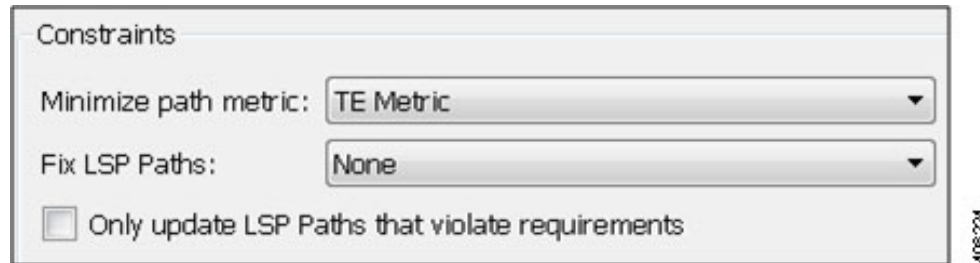 Constraints
Minimize path metric: TE Metric
Fix LSP Paths: None
Only update LSP Paths that violate requirements